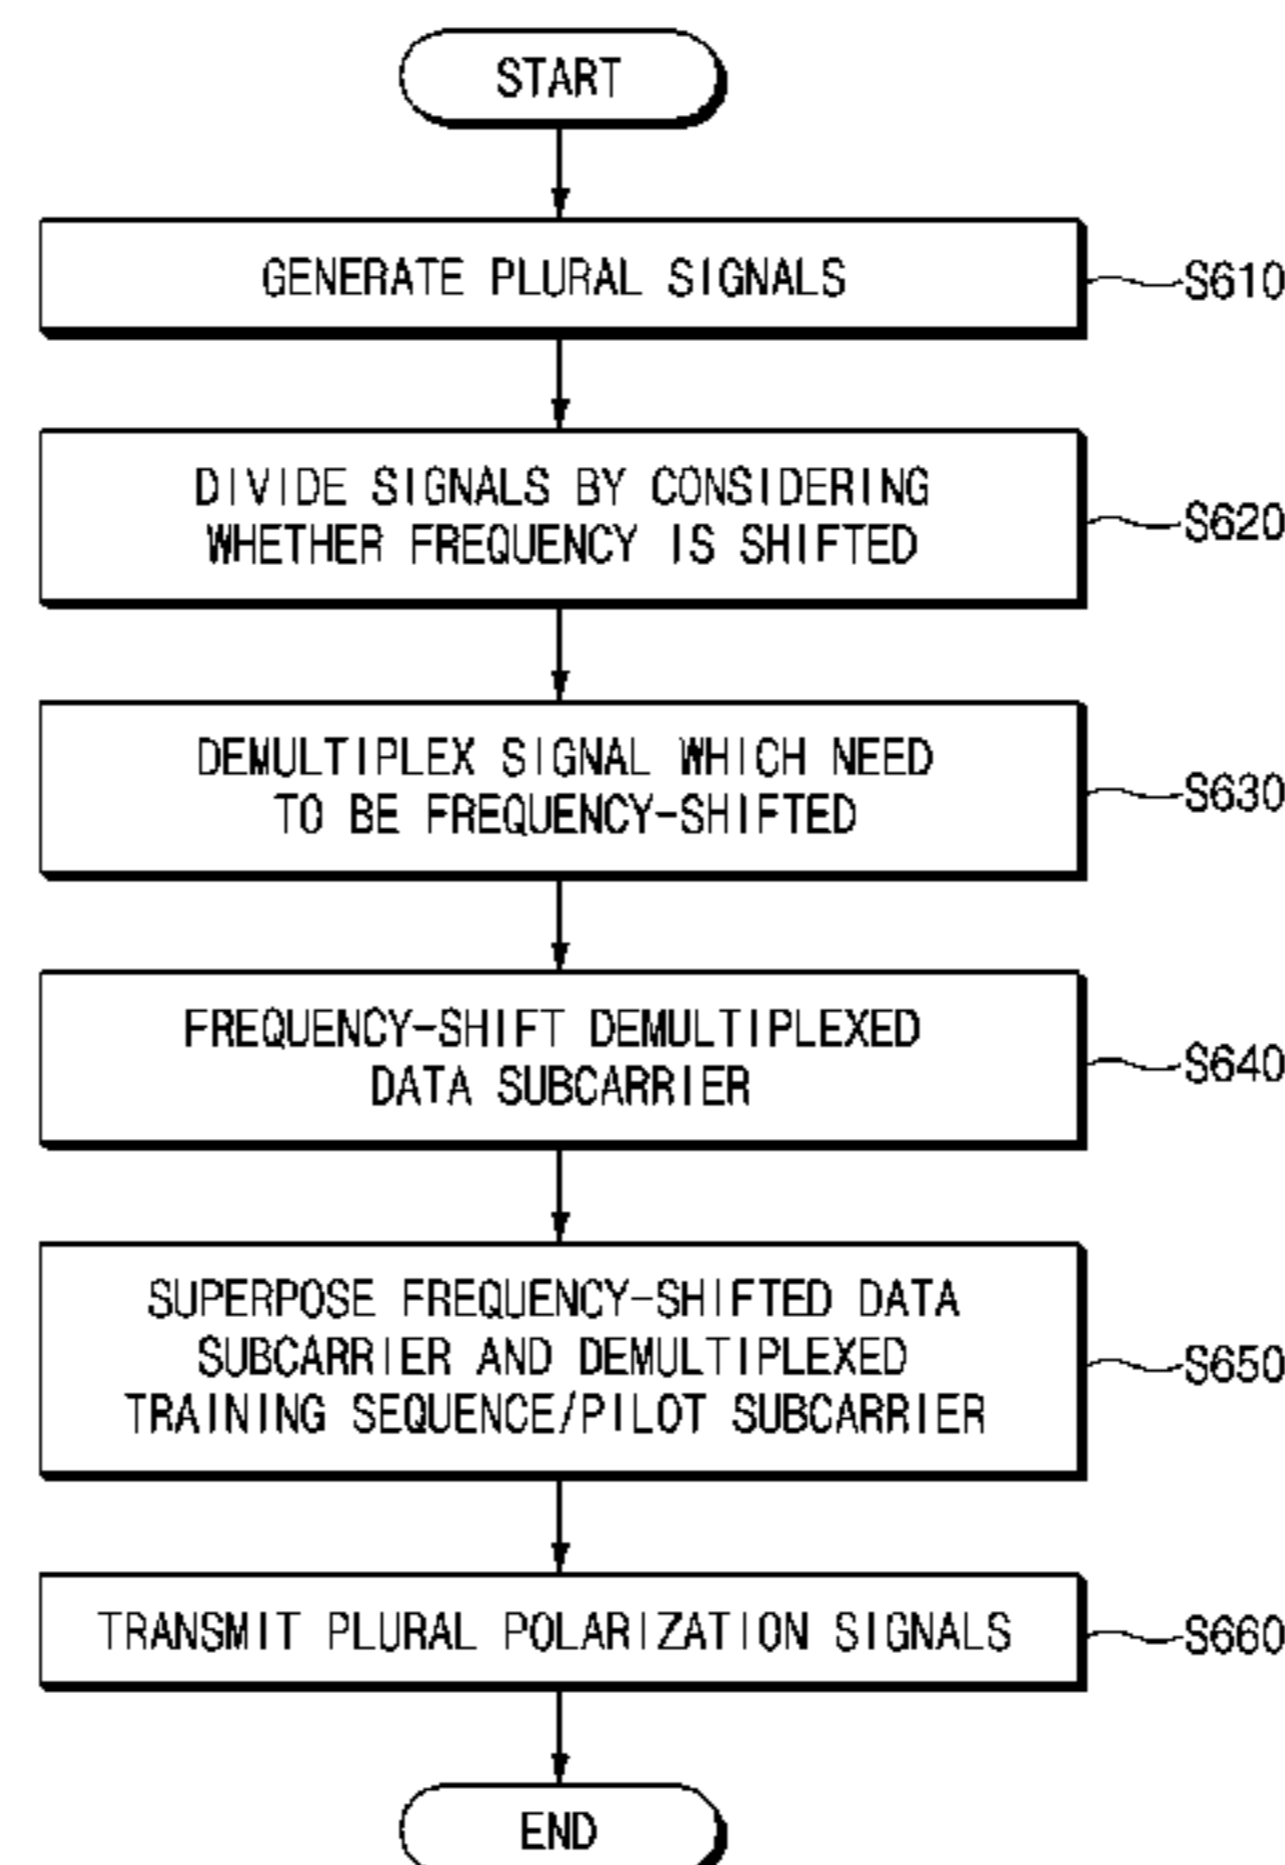 START
GENERATE PLURAL SIGNALS
S610
DIVIDE SIGNALS BY CONSIDERING
WHETHER FREQUENCY IS SHIFTED
S620
DEMULTIPLEX SIGNAL WHICH NEED
TO BE FREQUENCY-SHIFTED
S630
FREQUENCY-SHIFT DEMULTIPLEXED
DATA SUBCARRIER
S640
SUPERPOSE FREQUENCY-SHIFTED DATA
SUBCARRIER AND DEMULTIPLEXED
TRAINING SEQUENCE/PILOT SUBCARRIER
S650
TRANSMIT PLURAL POLARIZATION SIGNALS
S660
END